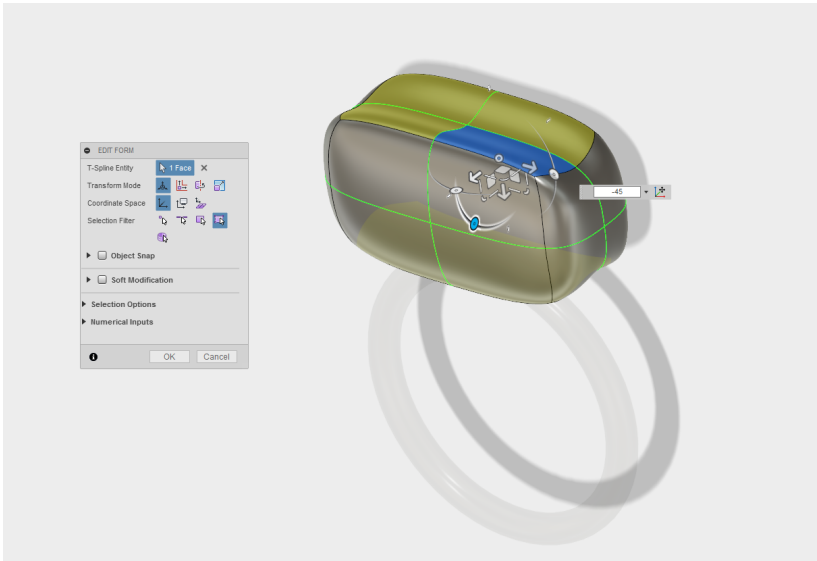 EDIT FORM
T-Spline Entity 1 Face
Transform Mode
Coordinate Space
Selection Filter
Object Snap
Soft Modification
Selection Options
Numerical Inputs
OK Cancel
-45